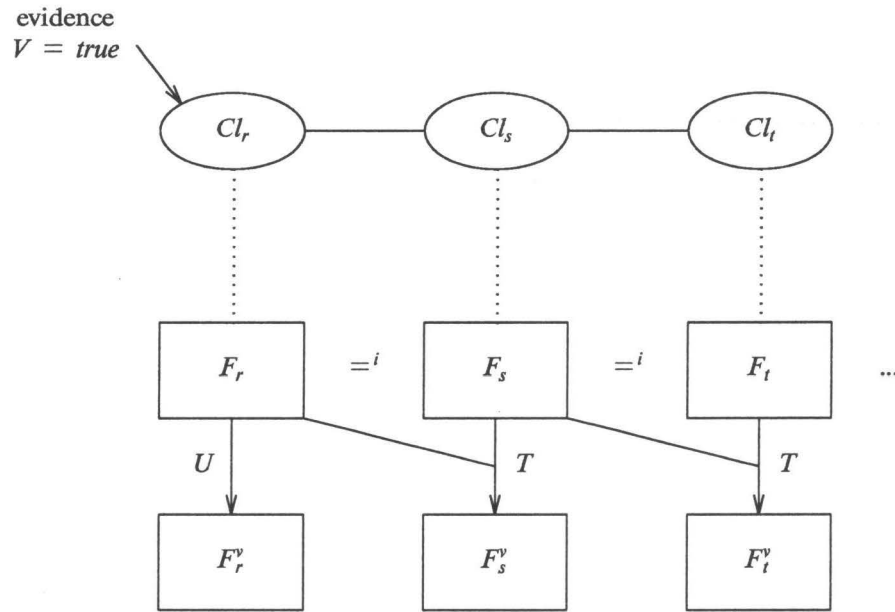 evidence
V = true
Cl_r Cl_s Cl_t
F_r =^i F_s =^i F_t ...
U T T
F_r^v F_s^v F_t^v